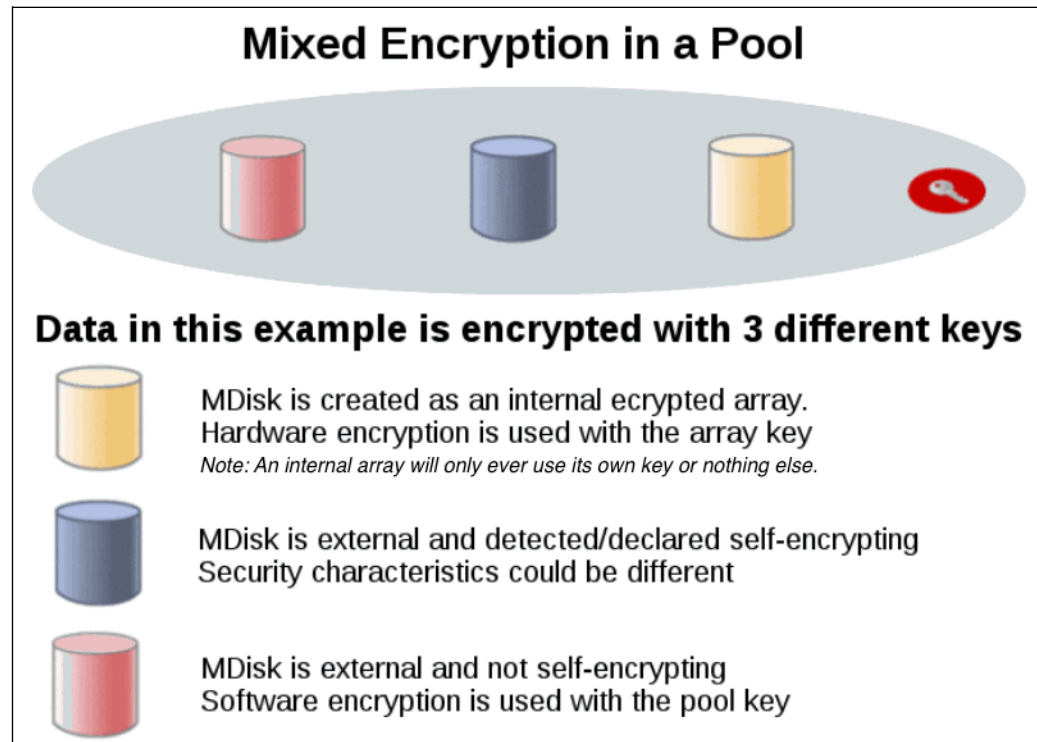 Mixed Encryption in a Pool
Data in this example is encrypted with 3 different keys
MDisk is created as an internal ecrypted array.
Hardware encryption is used with the array key
Note: An internal array will only ever use its own key or nothing else.
MDisk is external and detected/declared self-encrypting
Security characteristics could be different
MDisk is external and not self-encrypting
Software encryption is used with the pool key